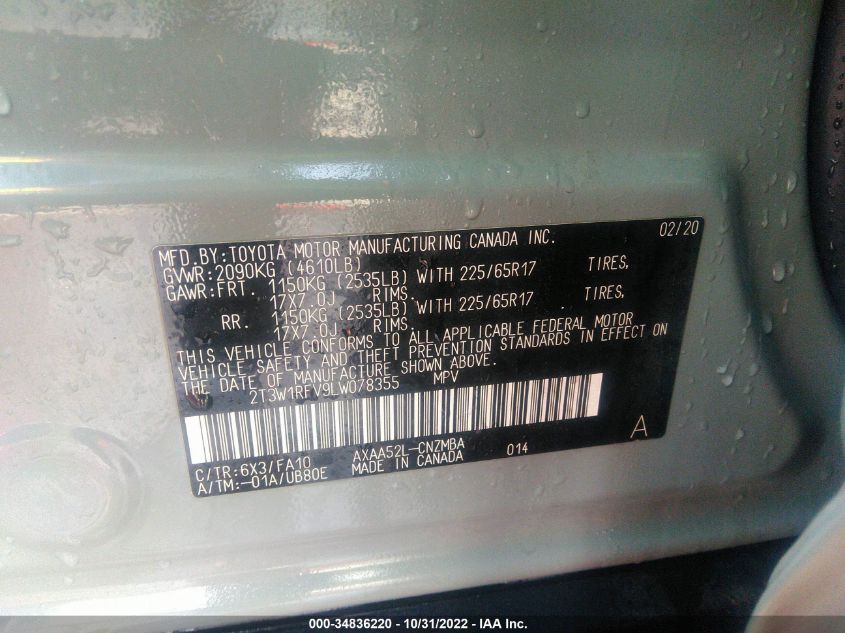 MFD.BY:TOYOTA MOTOR MANUFACTURING CANADA INC. 02/20
GVWR:2090KG (4610LB)
GAWR:FRT. 1150KG (2535LB) WITH 225/65R17 TIRES,
17X7.0J RIMS.
RR. 1150KG (2535LB) WITH 225/65R17 TIRES,
17X7.0J RIMS.
THIS VEHICLE CONFORMS TO ALL APPLICABLE FEDERAL MOTOR
VEHICLE SAFETY AND THEFT PREVENTION STANDARDS IN EFFECT ON
THE DATE OF MANUFACTURE SHOWN ABOVE.
2T3W1RFV9LW078355 MPV
A
C/TR:6X3/FA10 AXAA52L-CNZMBA 014
A/TM:-01A/UB80E MADE IN CANADA
000-34836220 - 10/31/2022 - IAA Inc.